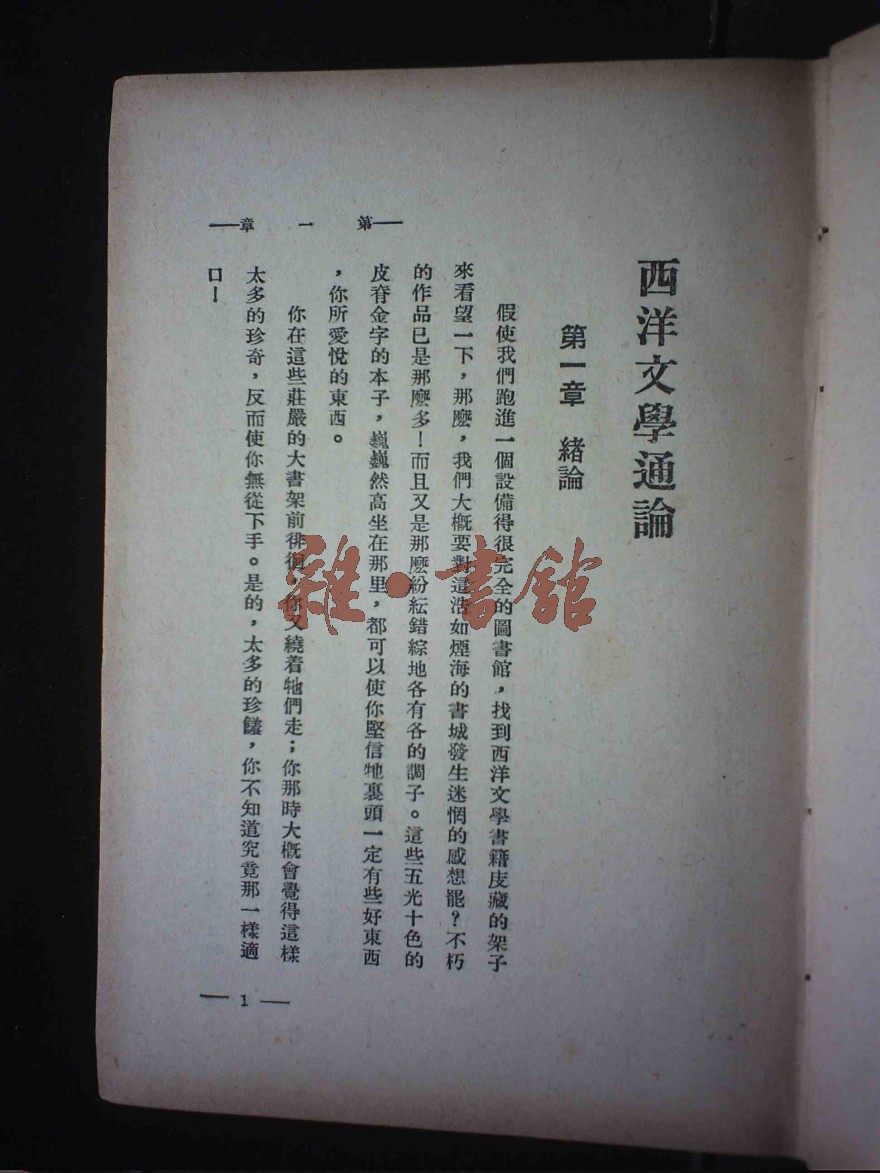 西洋文學通論
第一章　緒論
假使我們跑進一個設備得很完全的圖書館，找到西洋文學書籍庋藏的架子
來看望一下，那麼，我們大概要對這浩如煙海的書城發生迷惘的感想罷？不朽
的作品已是那麼多！而且又是那麼紛紜錯綜地各有各的調子。這些五光十色的
皮脊金字的本子，巍巍然高坐在那里，都可以使你堅信牠裏頭一定有些好東西
，你所愛悅的東西。
你在這些莊嚴的大書架前徘徊，你又繞着牠們走；你那時大概會覺得這樣
太多的珍奇，反而使你無從下手。是的，太多的珍饈，你不知道究竟那一樣適
口！
——第一章——
— 1 —
雜·書館